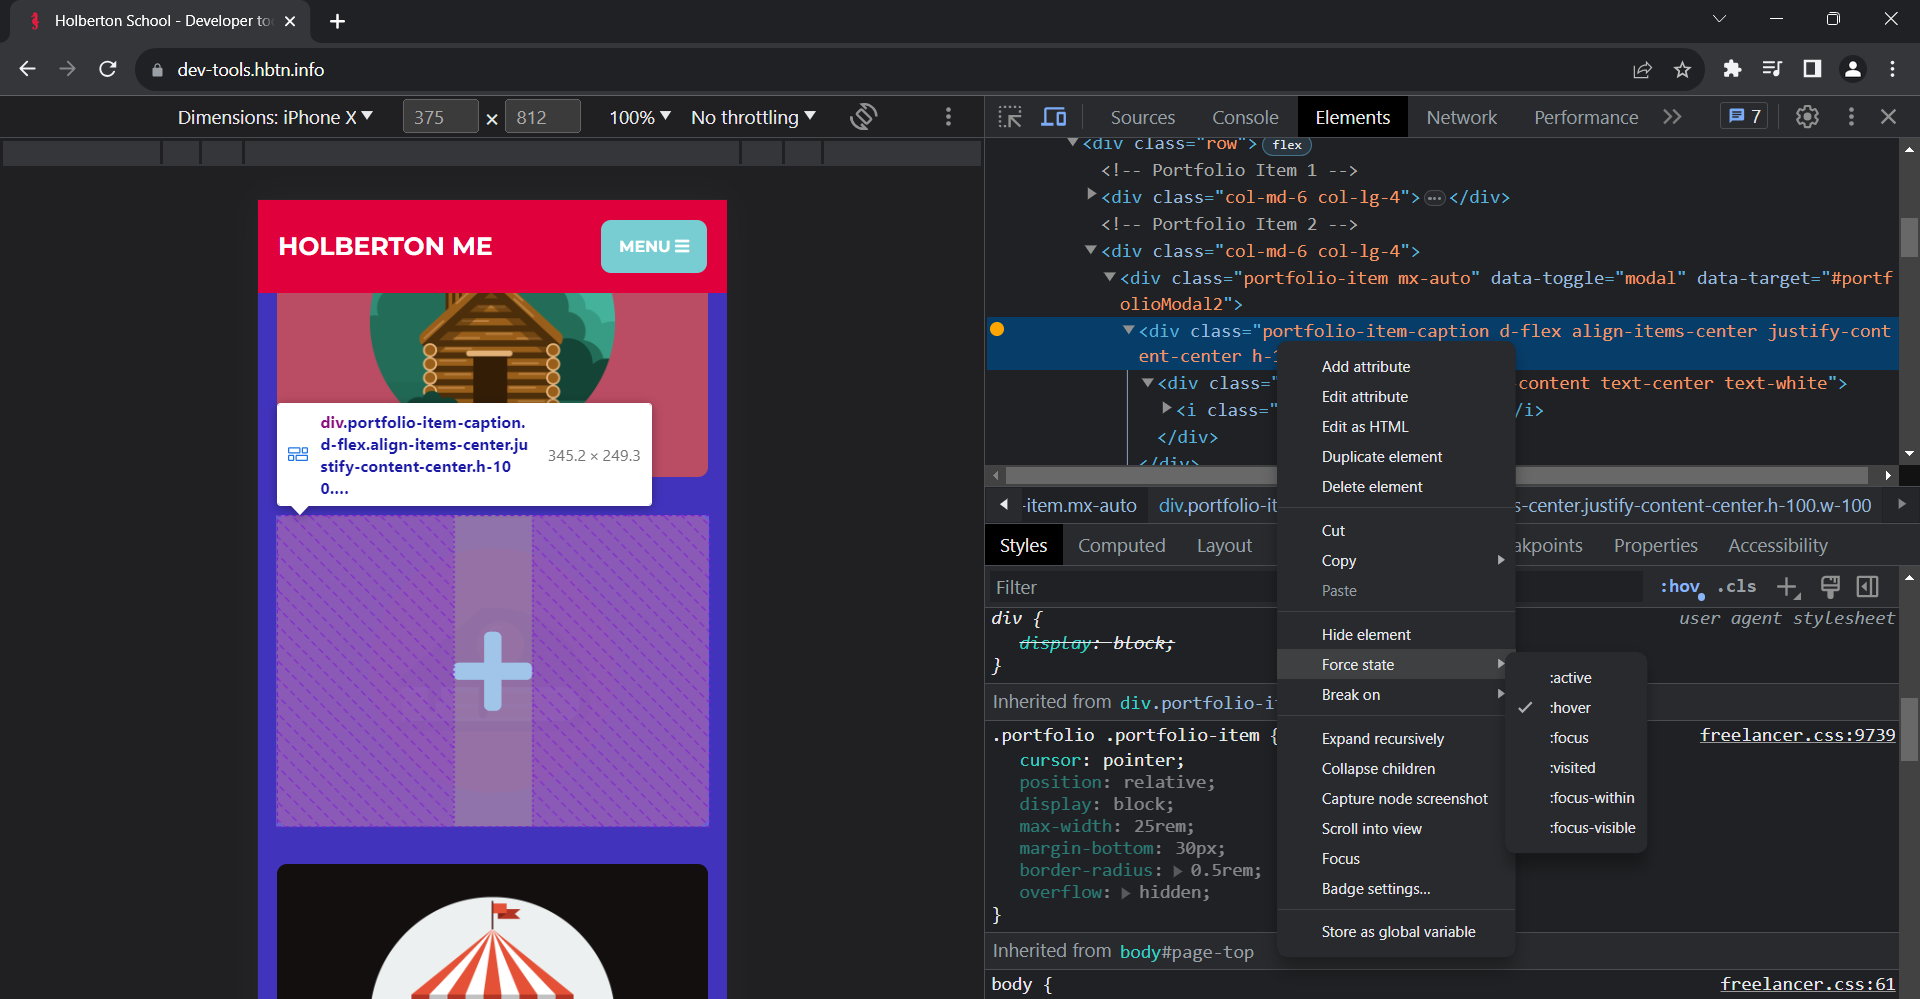 Holberton School - Developer to
dev-tools.hbtn.info
Dimensions: iPhone X ▼ 375 × 812 100% ▼ No throttling ▼
Sources Console Elements Network Performance 7
HOLBERTON ME
MENU
div.portfolio-item-caption.
d-flex.align-items-center.ju
stify-content-center.h-10
0....
345.2 × 249.3
<div class="row"> flex
<!-- Portfolio Item 1 -->
<div class="col-md-6 col-lg-4"> ... </div>
<!-- Portfolio Item 2 -->
<div class="col-md-6 col-lg-4">
<div class="portfolio-item mx-auto" data-toggle="modal" data-target="#portf
olioModal2">
<div class="portfolio-item-caption d-flex align-items-center justify-cont
ent-center h-1
<div class=" -content text-center text-white">
<i class=" /i>
</div>
</div>
-item.mx-auto div.portfolio-it s-center.justify-content-center.h-100.w-100
Styles Computed Layout akpoints Properties Accessibility
Filter :hov .cls
div { user agent stylesheet
display: block;
}
Inherited from div.portfolio-i
.portfolio .portfolio-item { freelancer.css:9739
cursor: pointer;
position: relative;
display: block;
max-width: 25rem;
margin-bottom: 30px;
border-radius: 0.5rem;
overflow: hidden;
}
Inherited from body#page-top
body { freelancer.css:61
Add attribute
Edit attribute
Edit as HTML
Duplicate element
Delete element
Cut
Copy
Paste
Hide element
Force state
Break on
Expand recursively
Collapse children
Capture node screenshot
Scroll into view
Focus
Badge settings...
Store as global variable
:active
:hover
:focus
:visited
:focus-within
:focus-visible